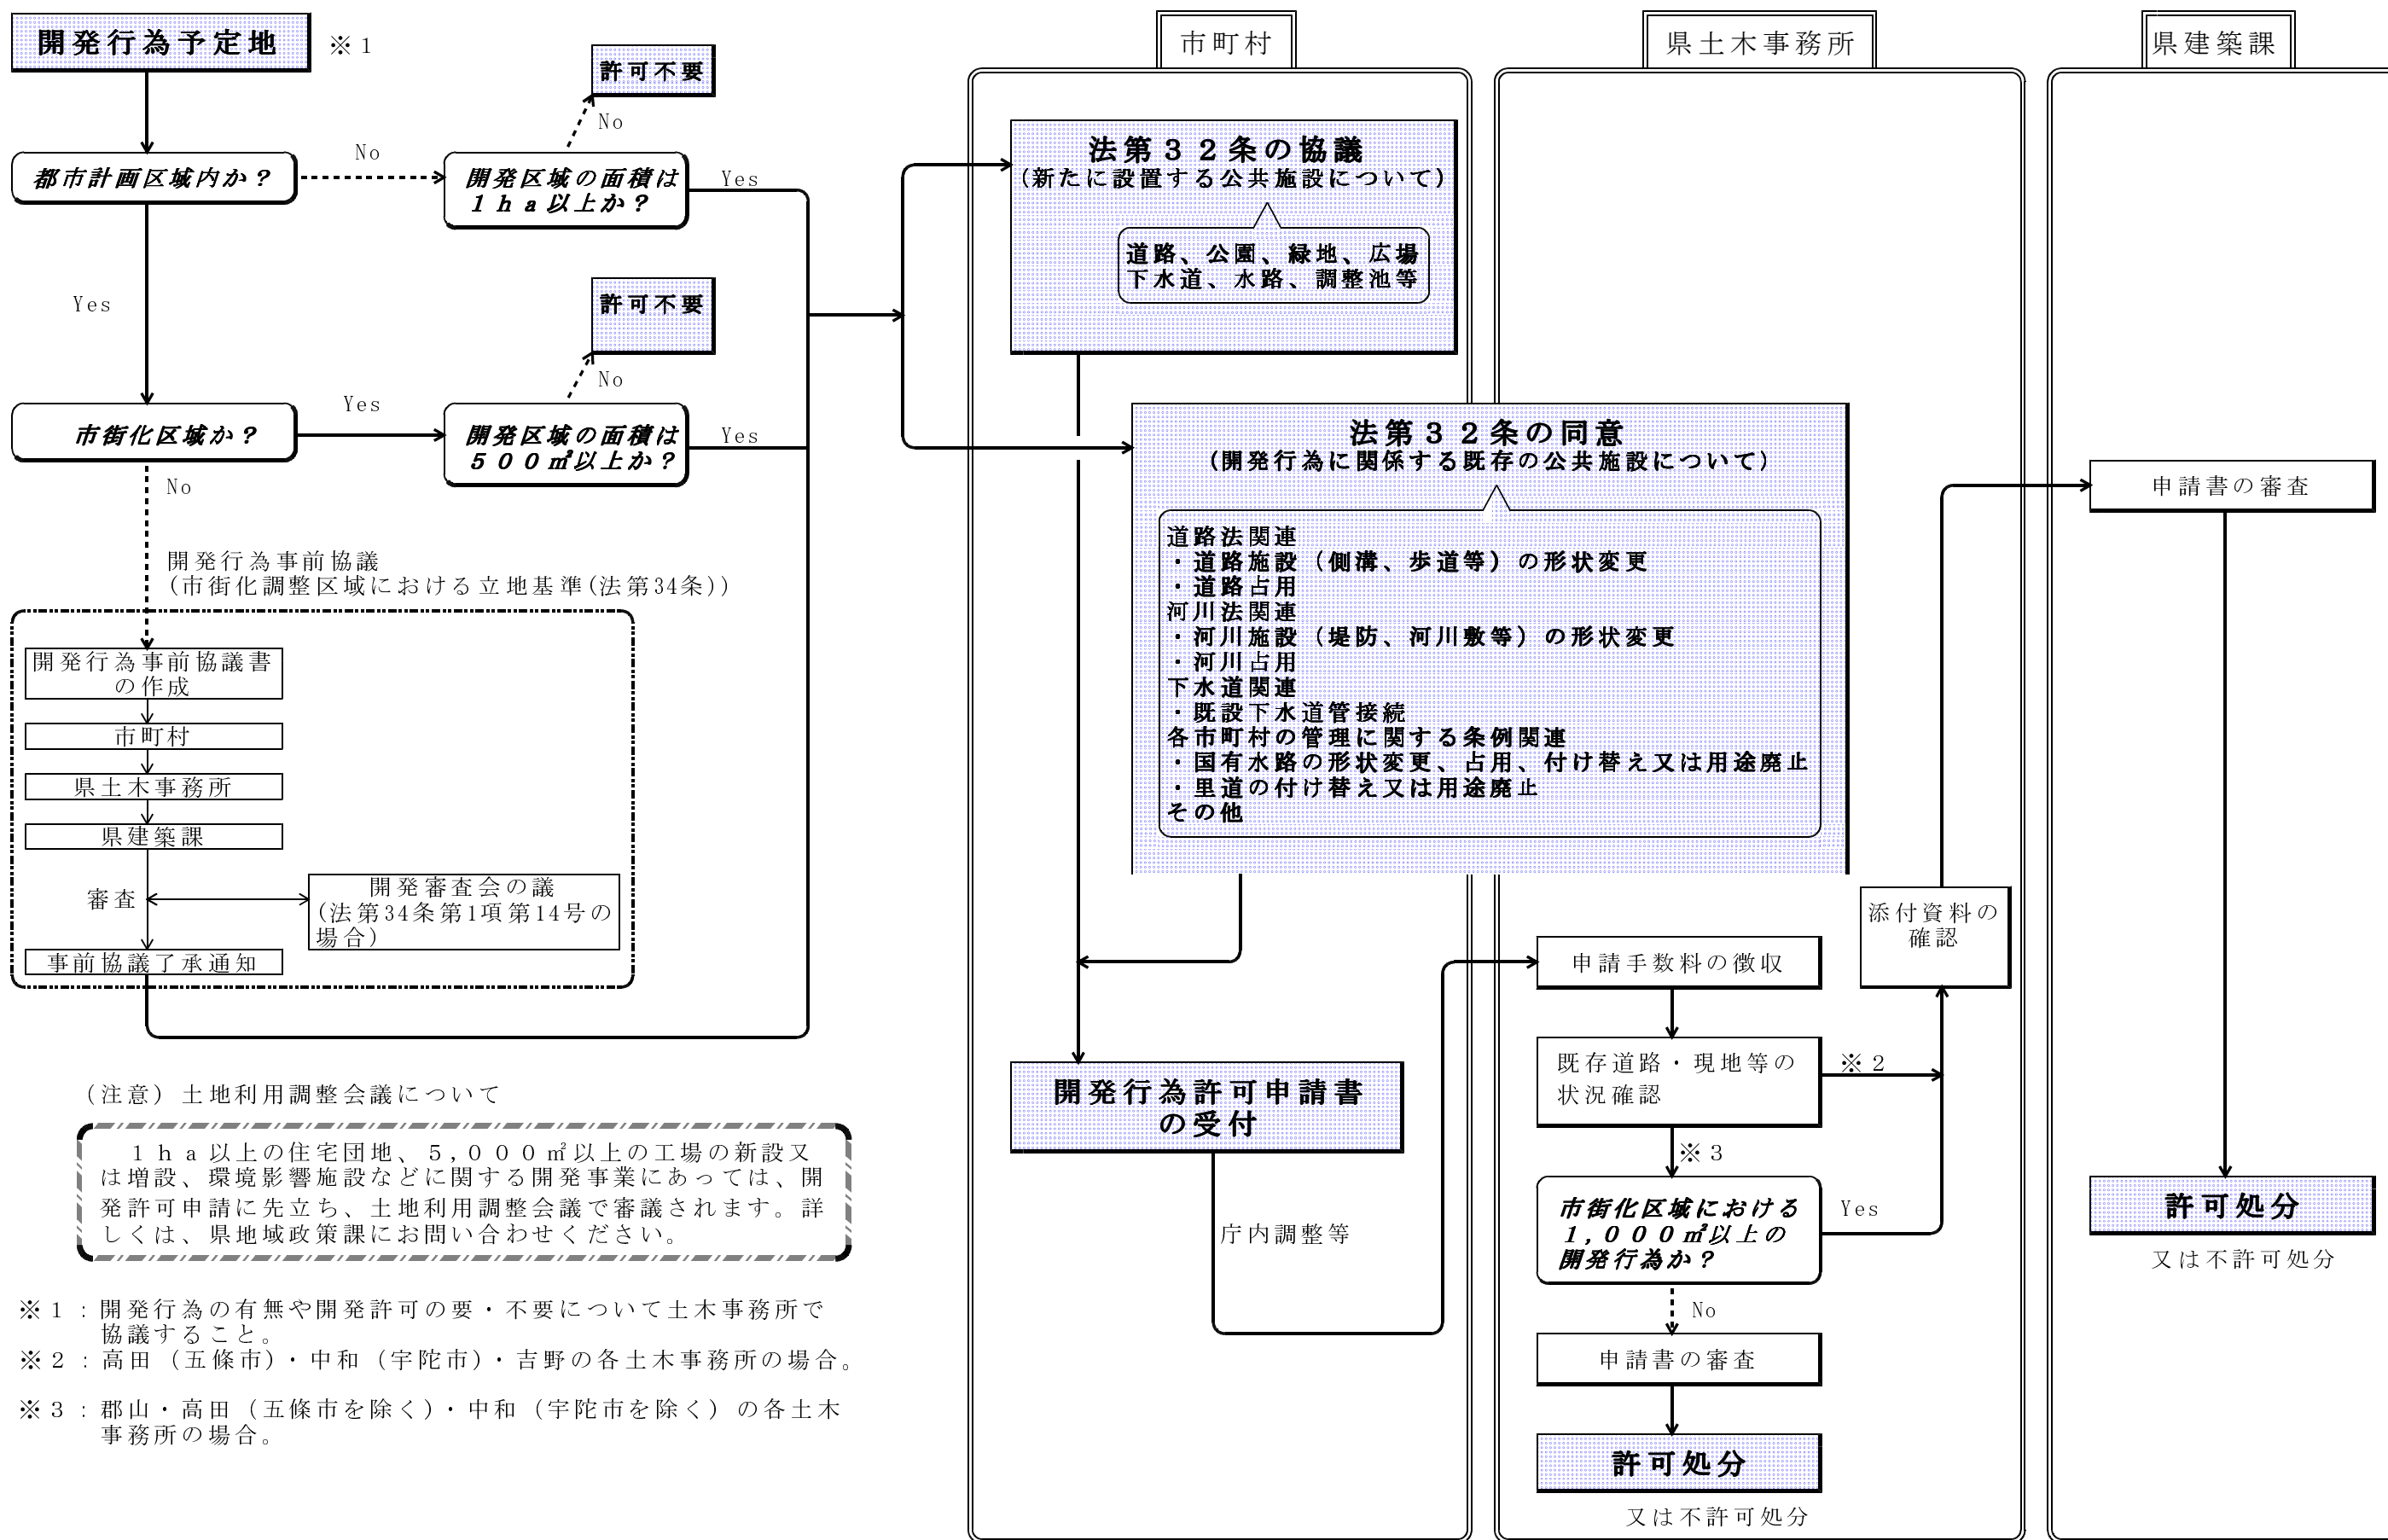 開発行為予定地
※１
許可不要
No
都市計画区域内か？
No
開発区域の面積は
１ｈａ以上か？
Yes
Yes
許可不要
No
市街化区域か？
Yes
開発区域の面積は
５００㎡以上か？
Yes
No
開発行為事前協議
(市街化調整区域における立地基準(法第34条))
開発行為事前協議書
の作成
市町村
県土木事務所
県建築課
審査
開発審査会の議
(法第34条第1項第14号の
場合)
事前協議了承通知
（注意）土地利用調整会議について
１ha以上の住宅団地、５,０００㎡以上の工場の新設又
は増設、環境影響施設などに関する開発事業にあっては、開
発許可申請に先立ち、土地利用調整会議で審議されます。詳
しくは、県地域政策課にお問い合わせください。
※１：開発行為の有無や開発許可の要・不要について土木事務所で
協議すること。
※２：高田（五條市）・中和（宇陀市）・吉野の各土木事務所の場合。
※３：郡山・高田（五條市を除く）・中和（宇陀市を除く）の各土木
事務所の場合。
市町村
法第３２条の協議
（新たに設置する公共施設について）
道路、公園、緑地、広場
下水道、水路、調整池等
法第３２条の同意
（開発行為に関係する既存の公共施設について）
道路法関連
・道路施設（側溝、歩道等）の形状変更
・道路占用
河川法関連
・河川施設（堤防、河川敷等）の形状変更
・河川占用
下水道関連
・既設下水道管接続
各市町村の管理に関する条例関連
・国有水路の形状変更、占用、付け替え又は用途廃止
・里道の付け替え又は用途廃止
その他
開発行為許可申請書
の受付
庁内調整等
県土木事務所
申請手数料の徴収
既存道路・現地等の
状況確認
※２
※３
添付資料の
確認
市街化区域における
１,０００㎡以上の
開発行為か？
Yes
No
申請書の審査
許可処分
又は不許可処分
県建築課
申請書の審査
許可処分
又は不許可処分